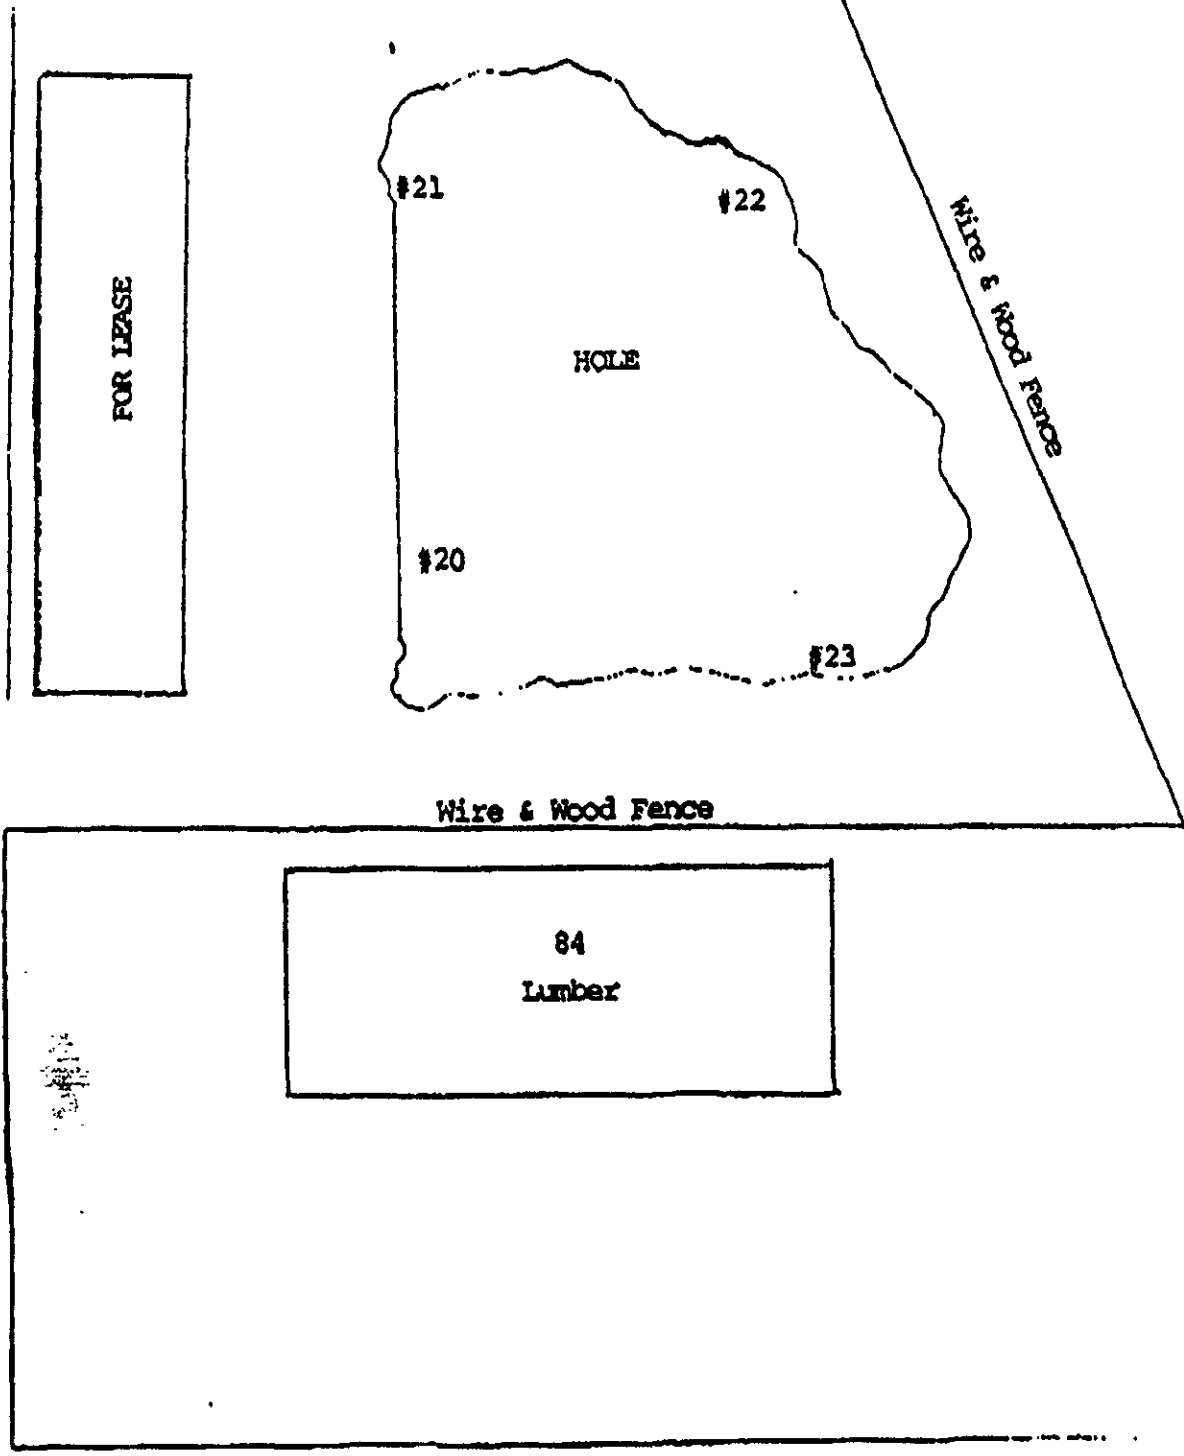 #21
#22
Wire & Wood Fence
FOR LEASE
HOLE
#20
#23
Wire & Wood Fence
84
Lumber